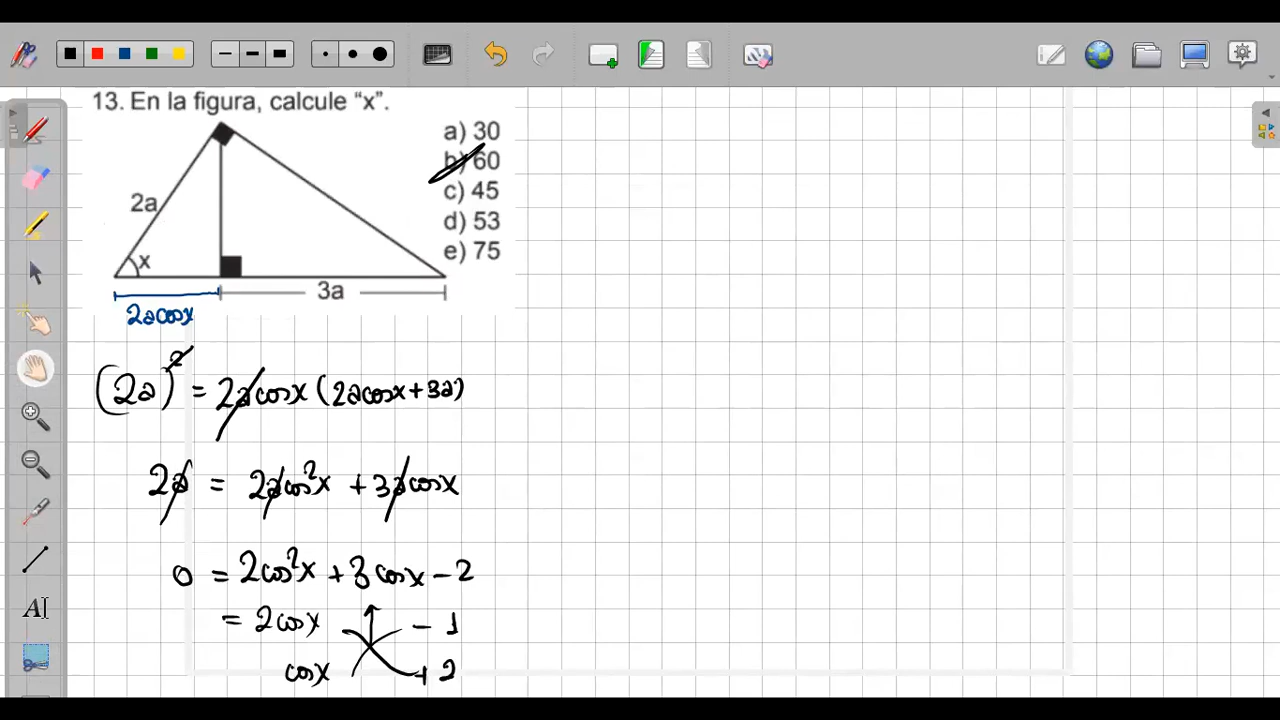 13. En la figura, calcule “x”.
a) 30
b) 60
c) 45
d) 53
e) 75
2a
x
3a
2acosx
(2a)² = 2acosx (2acosx + 3a)
2a = 2acos²x + 3acosx
0 = 2cos²x + 3cosx - 2
= 2cosx - 1
cosx + 2
AI